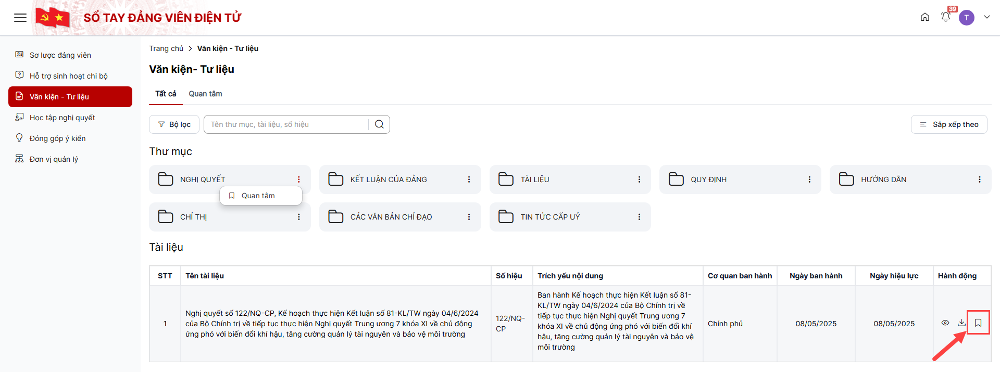 SỔ TAY ĐẢNG VIÊN ĐIỆN TỬ
39
T
Sơ lược đảng viên
Hỗ trợ sinh hoạt chi bộ
Văn kiện - Tư liệu
Học tập nghị quyết
Đóng góp ý kiến
Đơn vị quản lý
Trang chủ > Văn kiện - Tư liệu
Văn kiện- Tư liệu
Tất cả Quan tâm
Bộ lọc Tên thư mục, tài liệu, số hiệu Sắp xếp theo
Thư mục
NGHỊ QUYẾT KẾT LUẬN CỦA ĐẢNG TÀI LIỆU QUY ĐỊNH HƯỚNG DẪN
Quan tâm
CHỈ THỊ CÁC VĂN BẢN CHỈ ĐẠO TIN TỨC CẤP UỶ
Tài liệu
STT Tên tài liệu Số hiệu Trích yếu nội dung Cơ quan ban hành Ngày ban hành Ngày hiệu lực Hành động
1
Nghị quyết số 122/NQ-CP, Kế hoạch thực hiện Kết luận số 81-KL/TW ngày 04/6/2024
của Bộ Chính trị về tiếp tục thực hiện Nghị quyết Trung ương 7 khóa XI về chủ động
ứng phó với biến đổi khí hậu, tăng cường quản lý tài nguyên và bảo vệ môi trường
122/NQ-
CP
Ban hành Kế hoạch thực hiện Kết luận số 81-
KL/TW ngày 04/6/2024 của Bộ Chính trị về
tiếp tục thực hiện Nghị quyết Trung ương 7
khóa XI về chủ động ứng phó với biến đổi khí
hậu, tăng cường quản lý tài nguyên và bảo vệ
môi trường
Chính phủ
08/05/2025
08/05/2025